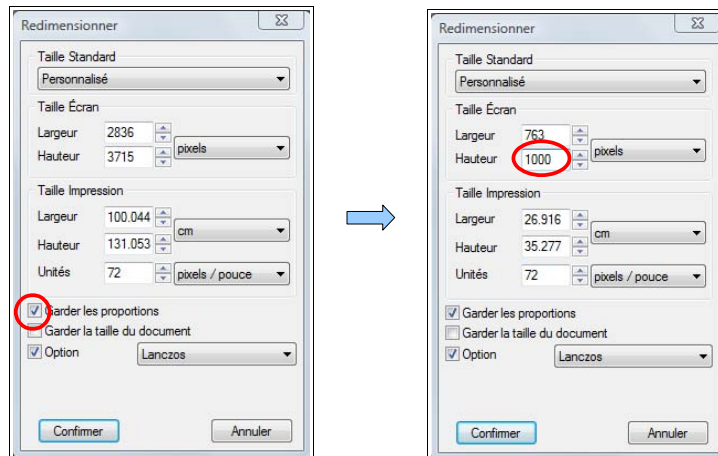 Redimensionner
Taille Standard
Personnalisé
Taille Écran
Largeur 2836
pixels
Hauteur 3715
Taille Impression
Largeur 100.044
cm
Hauteur 131.053
Unités 72 pixels / pouce
Garder les proportions
Garder la taille du document
Option Lanczos
Confirmer Annuler
Redimensionner
Taille Standard
Personnalisé
Taille Écran
Largeur 763
pixels
Hauteur 1000
Taille Impression
Largeur 26.916
cm
Hauteur 35.277
Unités 72 pixels / pouce
Garder les proportions
Garder la taille du document
Option Lanczos
Confirmer Annuler